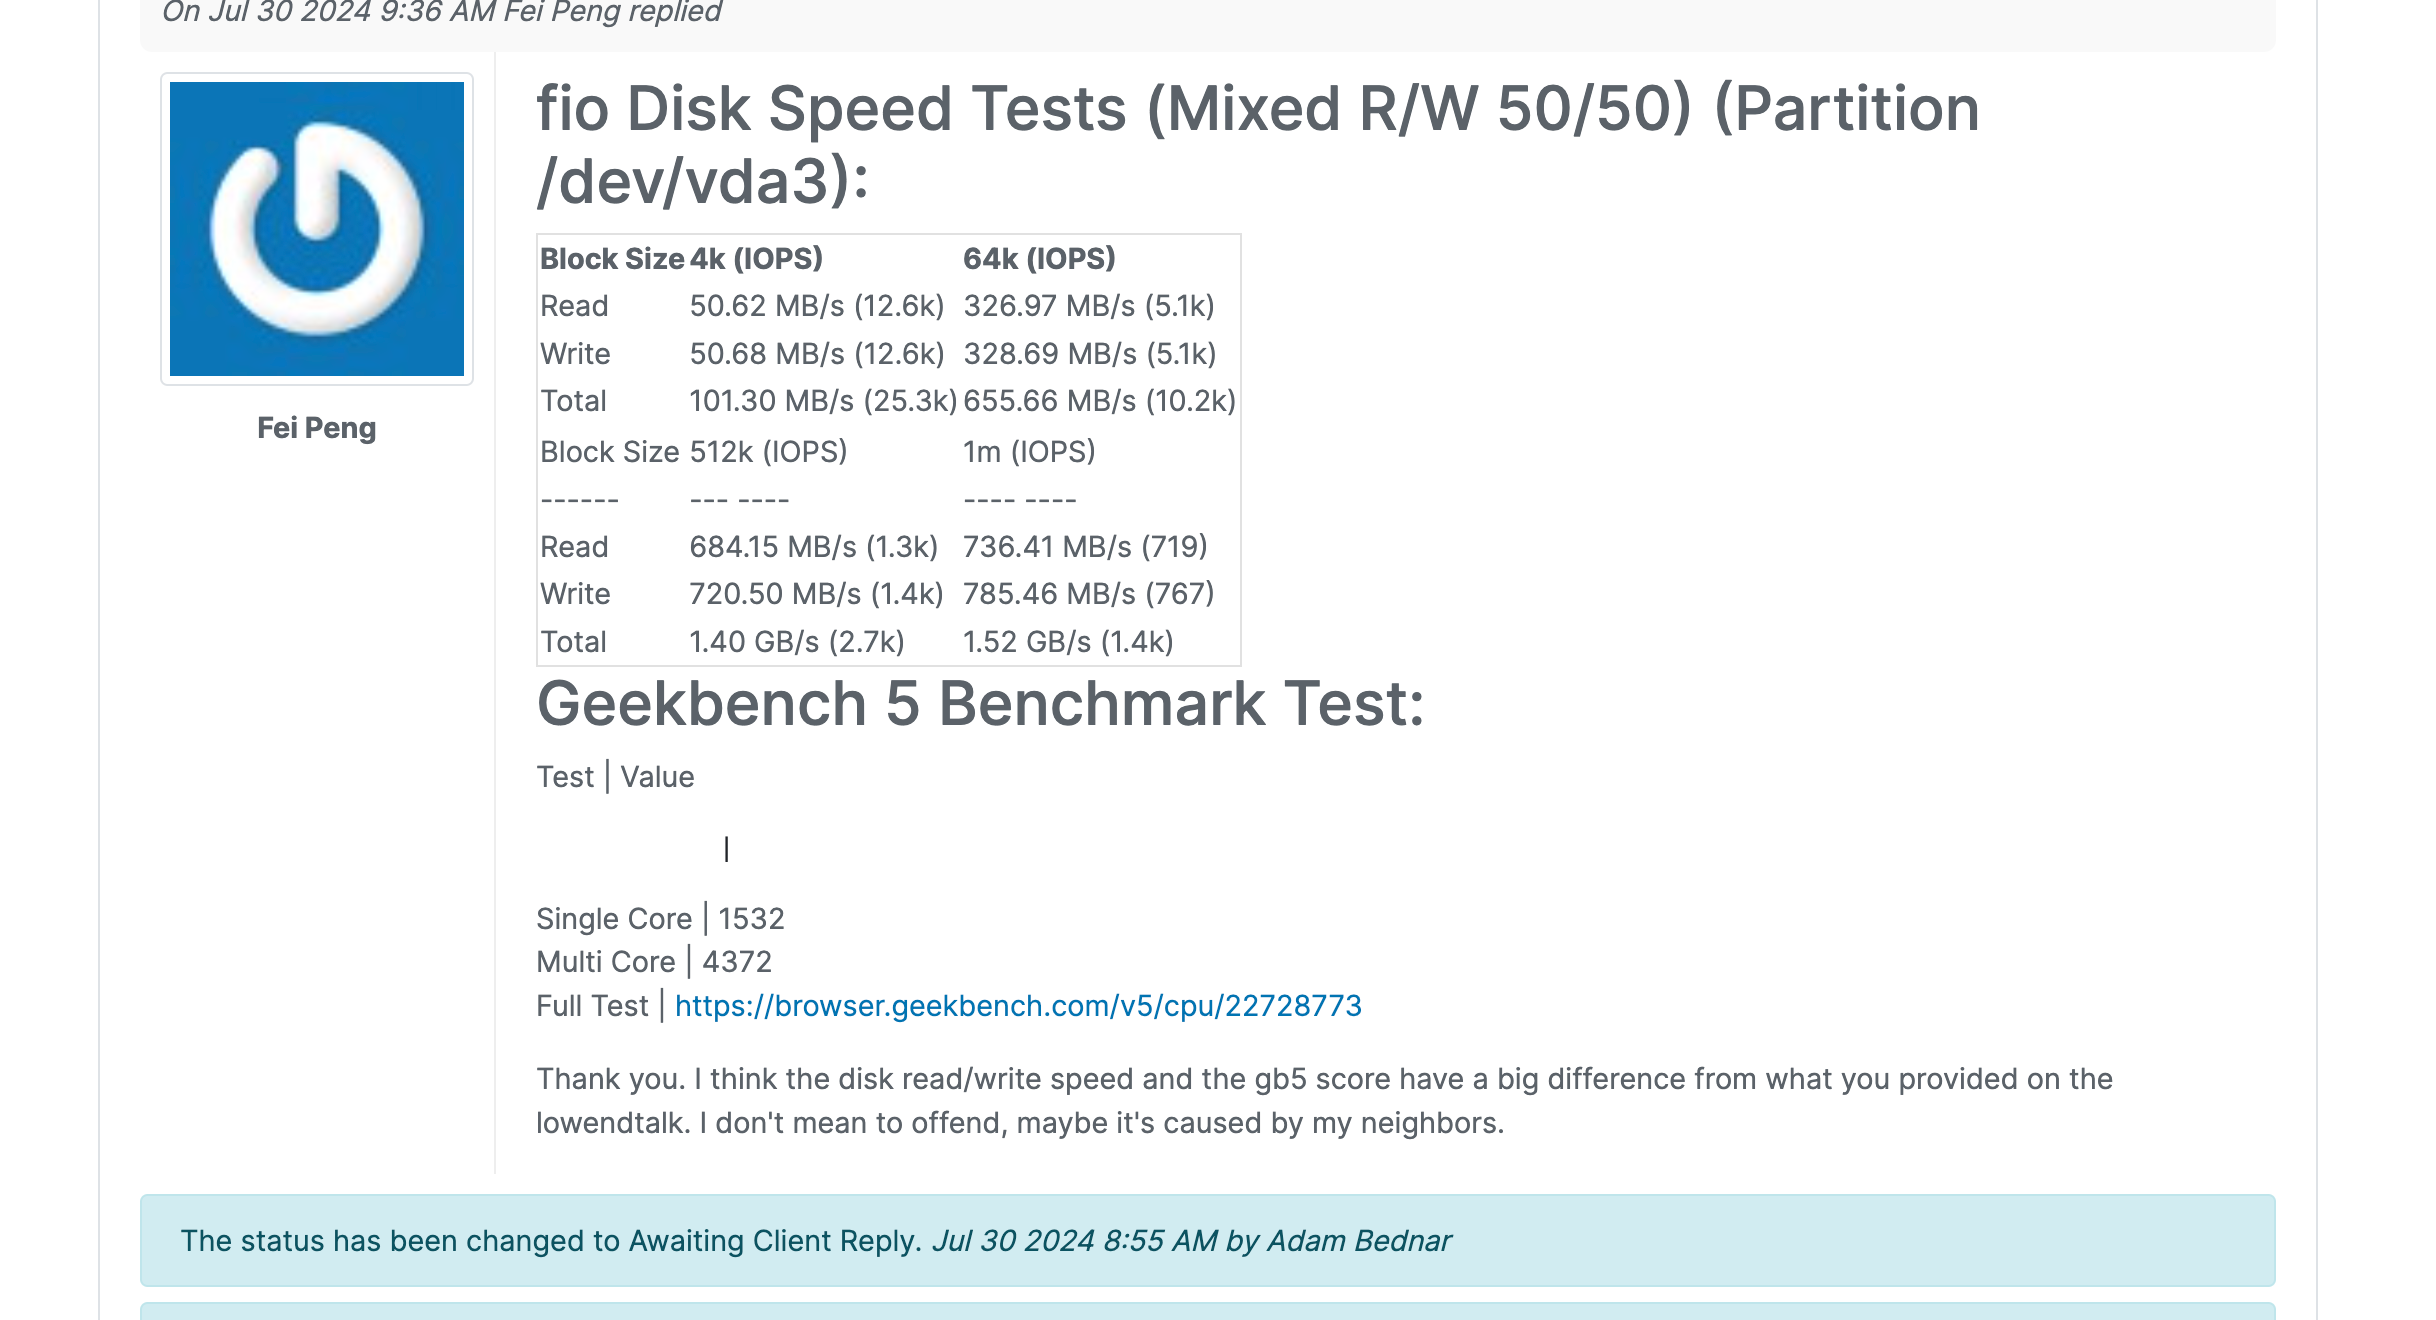 On Jul 30 2024 9:36 AM Fei Peng replied
Fei Peng
fio Disk Speed Tests (Mixed R/W 50/50) (Partition
/dev/vda3):
Block Size 4k (IOPS) 64k (IOPS)
Read 50.62 MB/s (12.6k) 326.97 MB/s (5.1k)
Write 50.68 MB/s (12.6k) 328.69 MB/s (5.1k)
Total 101.30 MB/s (25.3k) 655.66 MB/s (10.2k)
Block Size 512k (IOPS) 1m (IOPS)
------ --- ---- ---- ----
Read 684.15 MB/s (1.3k) 736.41 MB/s (719)
Write 720.50 MB/s (1.4k) 785.46 MB/s (767)
Total 1.40 GB/s (2.7k) 1.52 GB/s (1.4k)
Geekbench 5 Benchmark Test:
Test | Value
|
Single Core | 1532
Multi Core | 4372
Full Test | https://browser.geekbench.com/v5/cpu/22728773
Thank you. I think the disk read/write speed and the gb5 score have a big difference from what you provided on the
lowendtalk. I don't mean to offend, maybe it's caused by my neighbors.
The status has been changed to Awaiting Client Reply. Jul 30 2024 8:55 AM by Adam Bednar